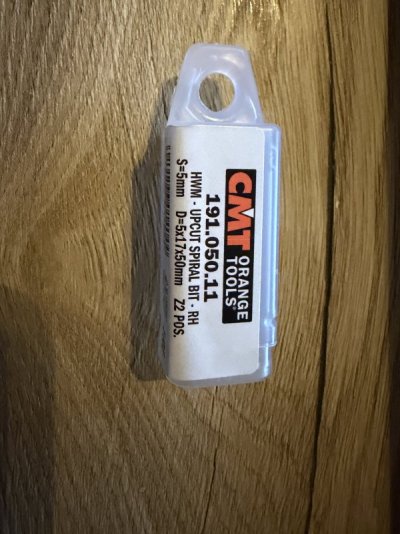 CMT ORANGE
TOOLS®
191.050.11
HWM - UPCUT SPIRAL BIT - RH
S=5mm D=5x17x50mm Z2 POS.